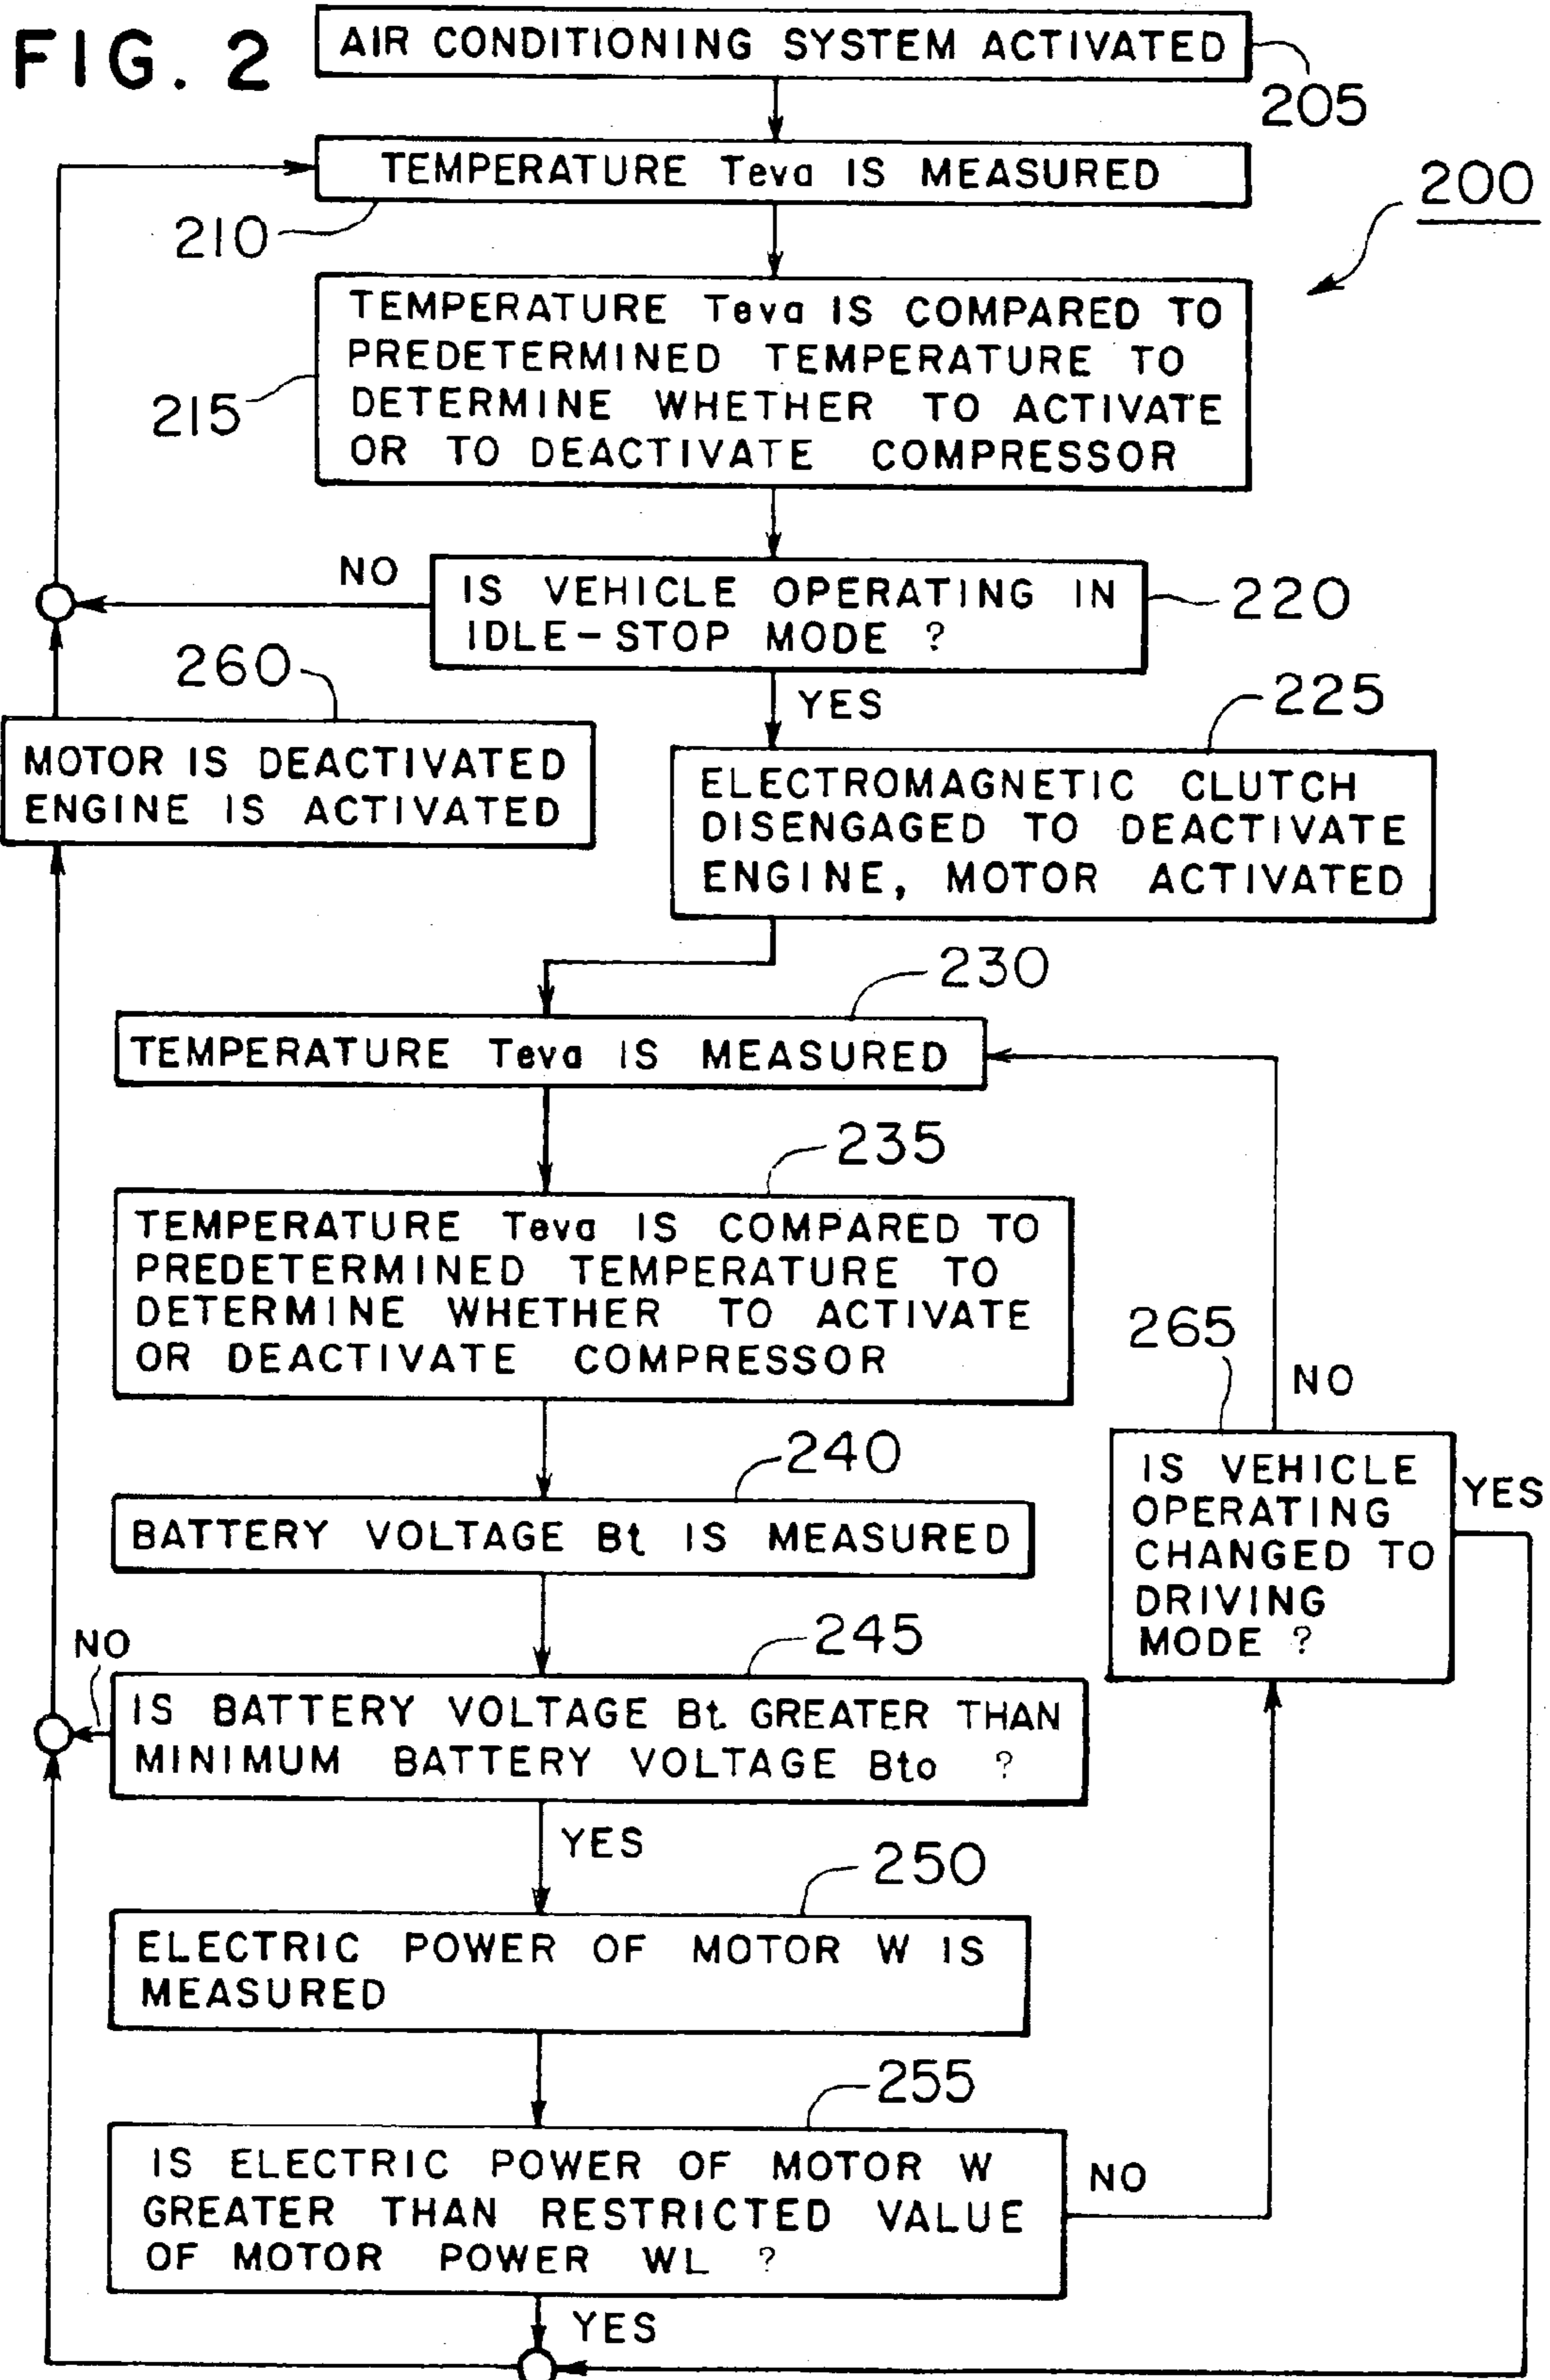 FIG. 2
AIR CONDITIONING SYSTEM ACTIVATED
205
TEMPERATURE Teva IS MEASURED
200
210
TEMPERATURE Teva IS COMPARED TO
PREDETERMINED TEMPERATURE TO
DETERMINE WHETHER TO ACTIVATE
OR TO DEACTIVATE COMPRESSOR
215
NO
IS VEHICLE OPERATING IN
IDLE-STOP MODE ?
220
260
YES
225
MOTOR IS DEACTIVATED
ENGINE IS ACTIVATED
ELECTROMAGNETIC CLUTCH
DISENGAGED TO DEACTIVATE
ENGINE, MOTOR ACTIVATED
230
TEMPERATURE Teva IS MEASURED
235
TEMPERATURE Teva IS COMPARED TO
PREDETERMINED TEMPERATURE TO
DETERMINE WHETHER TO ACTIVATE
OR DEACTIVATE COMPRESSOR
265
NO
240
BATTERY VOLTAGE Bt IS MEASURED
IS VEHICLE
OPERATING
CHANGED TO
DRIVING
MODE ?
YES
NO
245
IS BATTERY VOLTAGE Bt GREATER THAN
MINIMUM BATTERY VOLTAGE Bto ?
YES
250
ELECTRIC POWER OF MOTOR W IS
MEASURED
255
IS ELECTRIC POWER OF MOTOR W
GREATER THAN RESTRICTED VALUE
OF MOTOR POWER WL ?
NO
YES